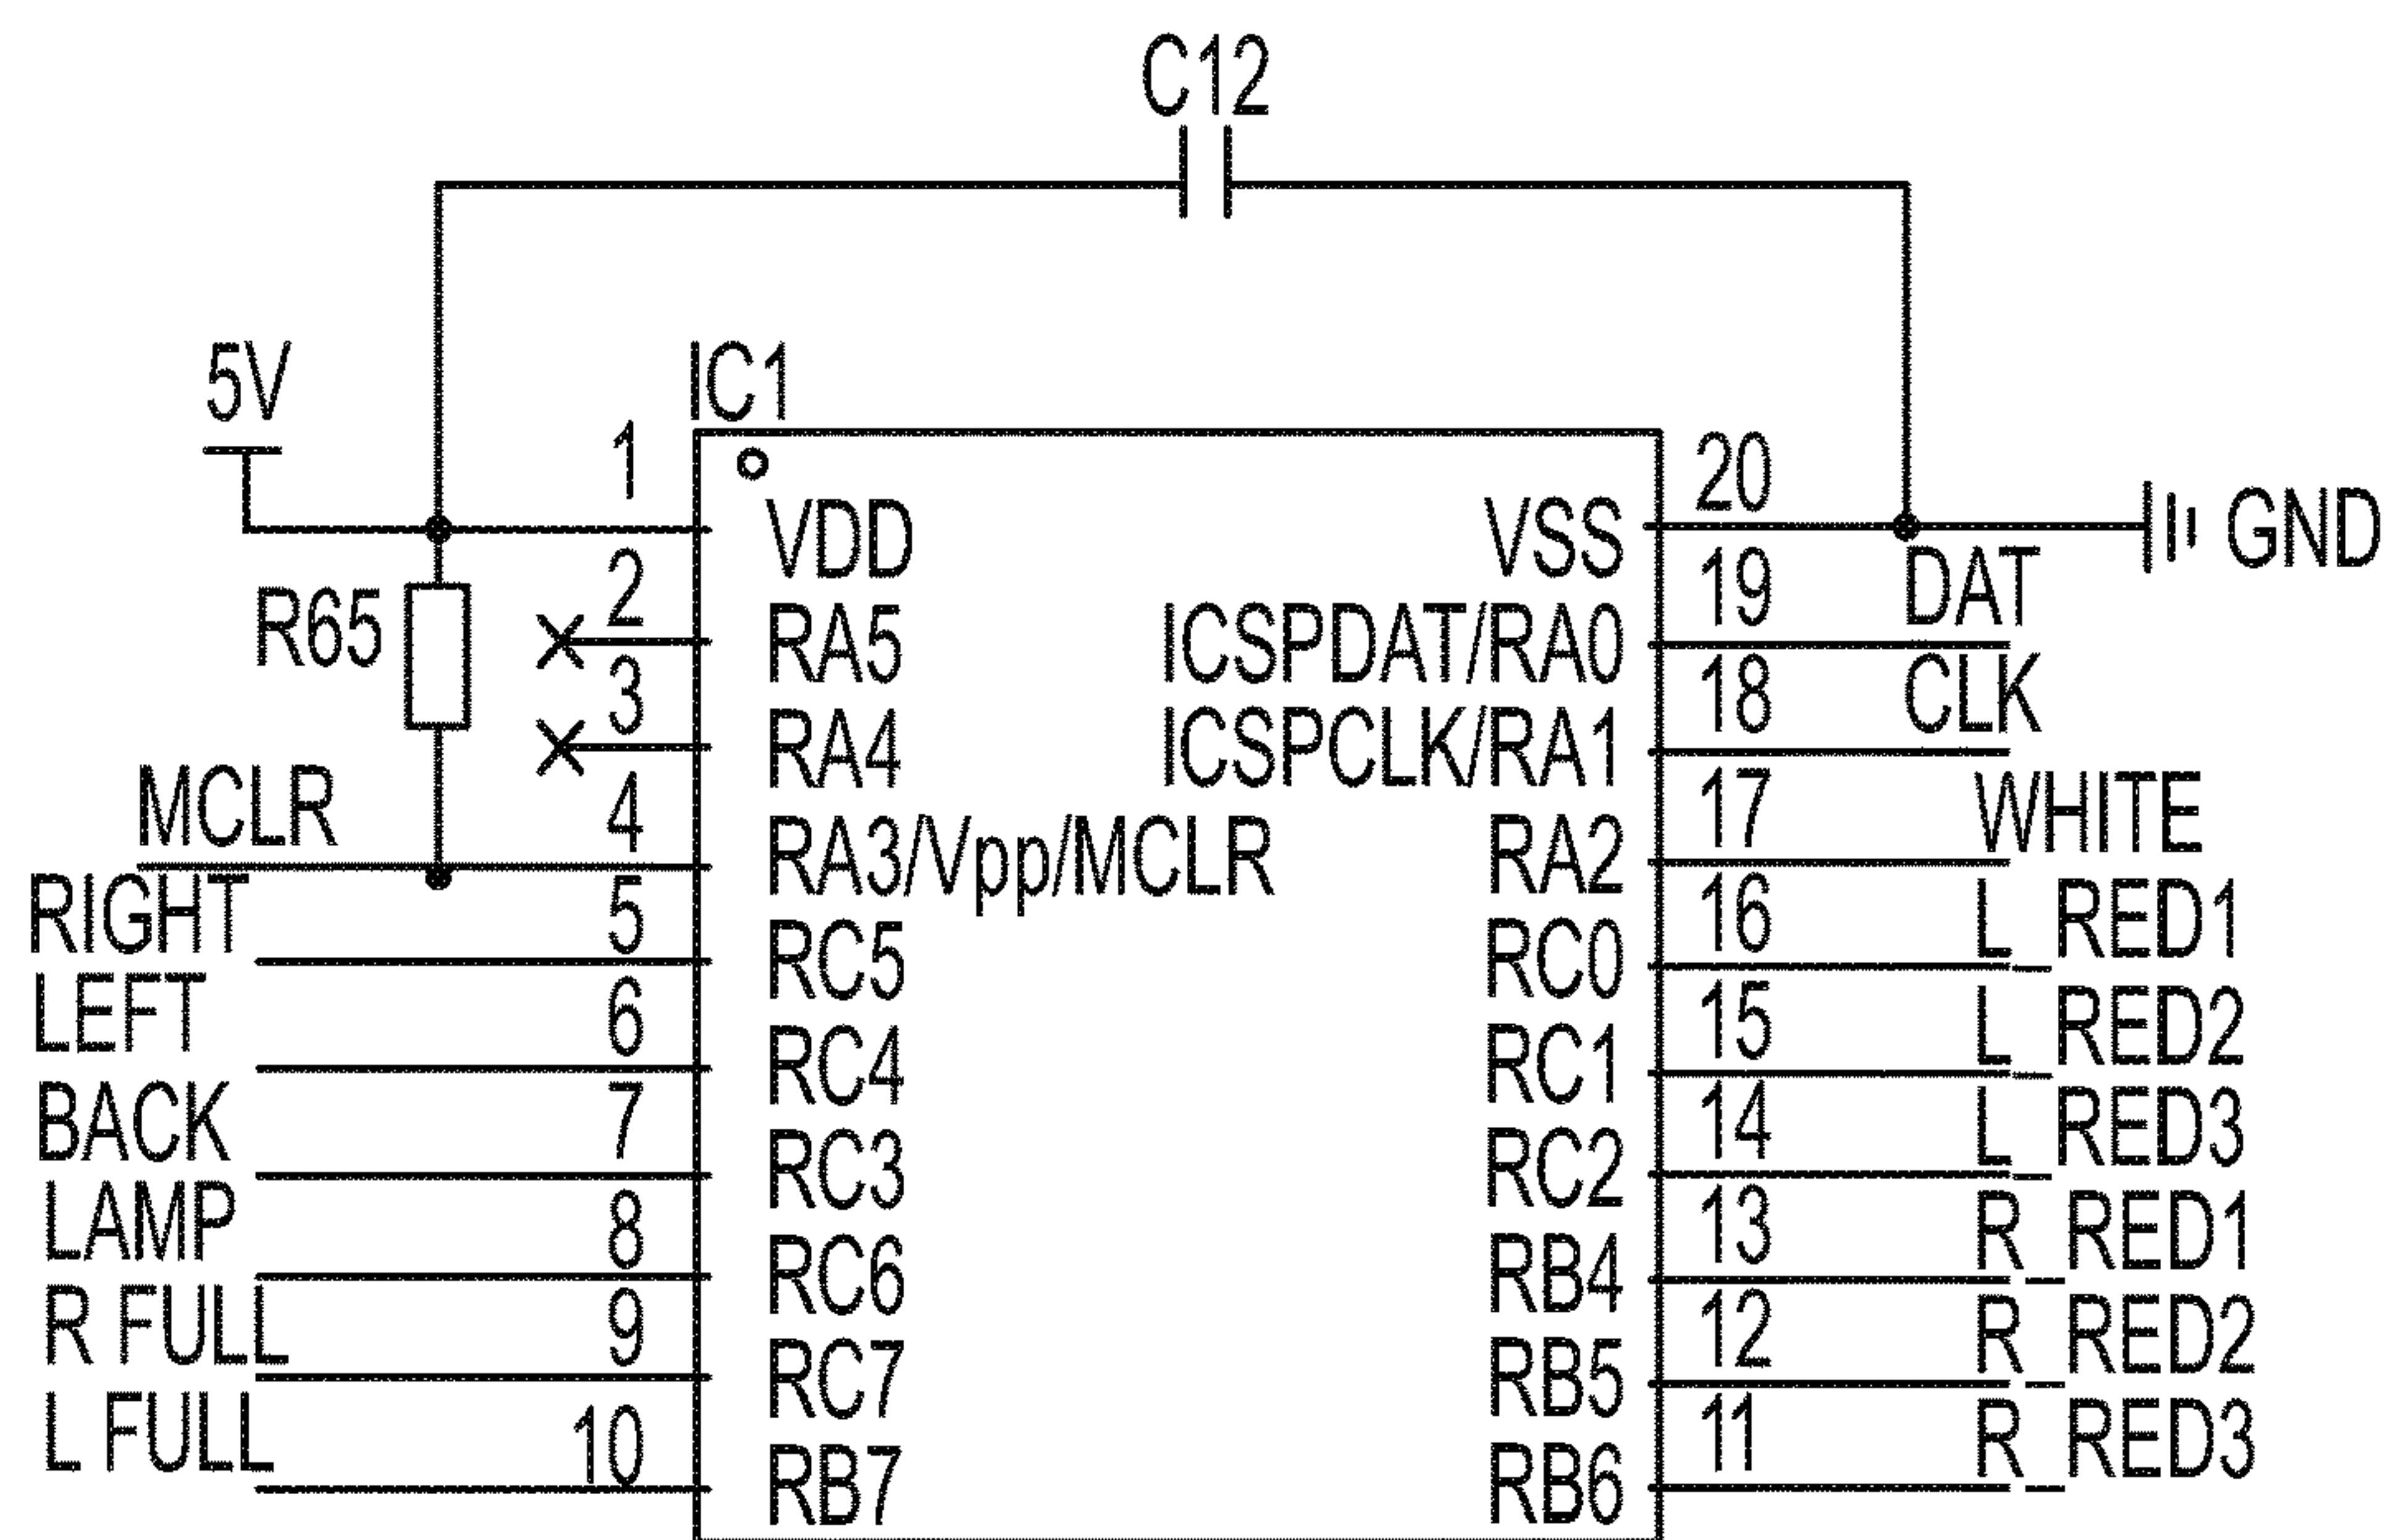 C12
5V
IC1
1
VDD
VSS
20
GND
2
RA5
ICSPDAT/RA0
19
DAT
R65
3
RA4
ICSPCLK/RA1
18
CLK
MCLR
4
RA3/Vpp/MCLR
RA2
17
WHITE
RIGHT
5
RC5
RC0
16
L_RED1
LEFT
6
RC4
RC1
15
L_RED2
BACK
7
RC3
RC2
14
L_RED3
LAMP
8
RC6
RB4
13
R_RED1
R FULL
9
RC7
RB5
12
R_RED2
L FULL
10
RB7
RB6
11
R_RED3